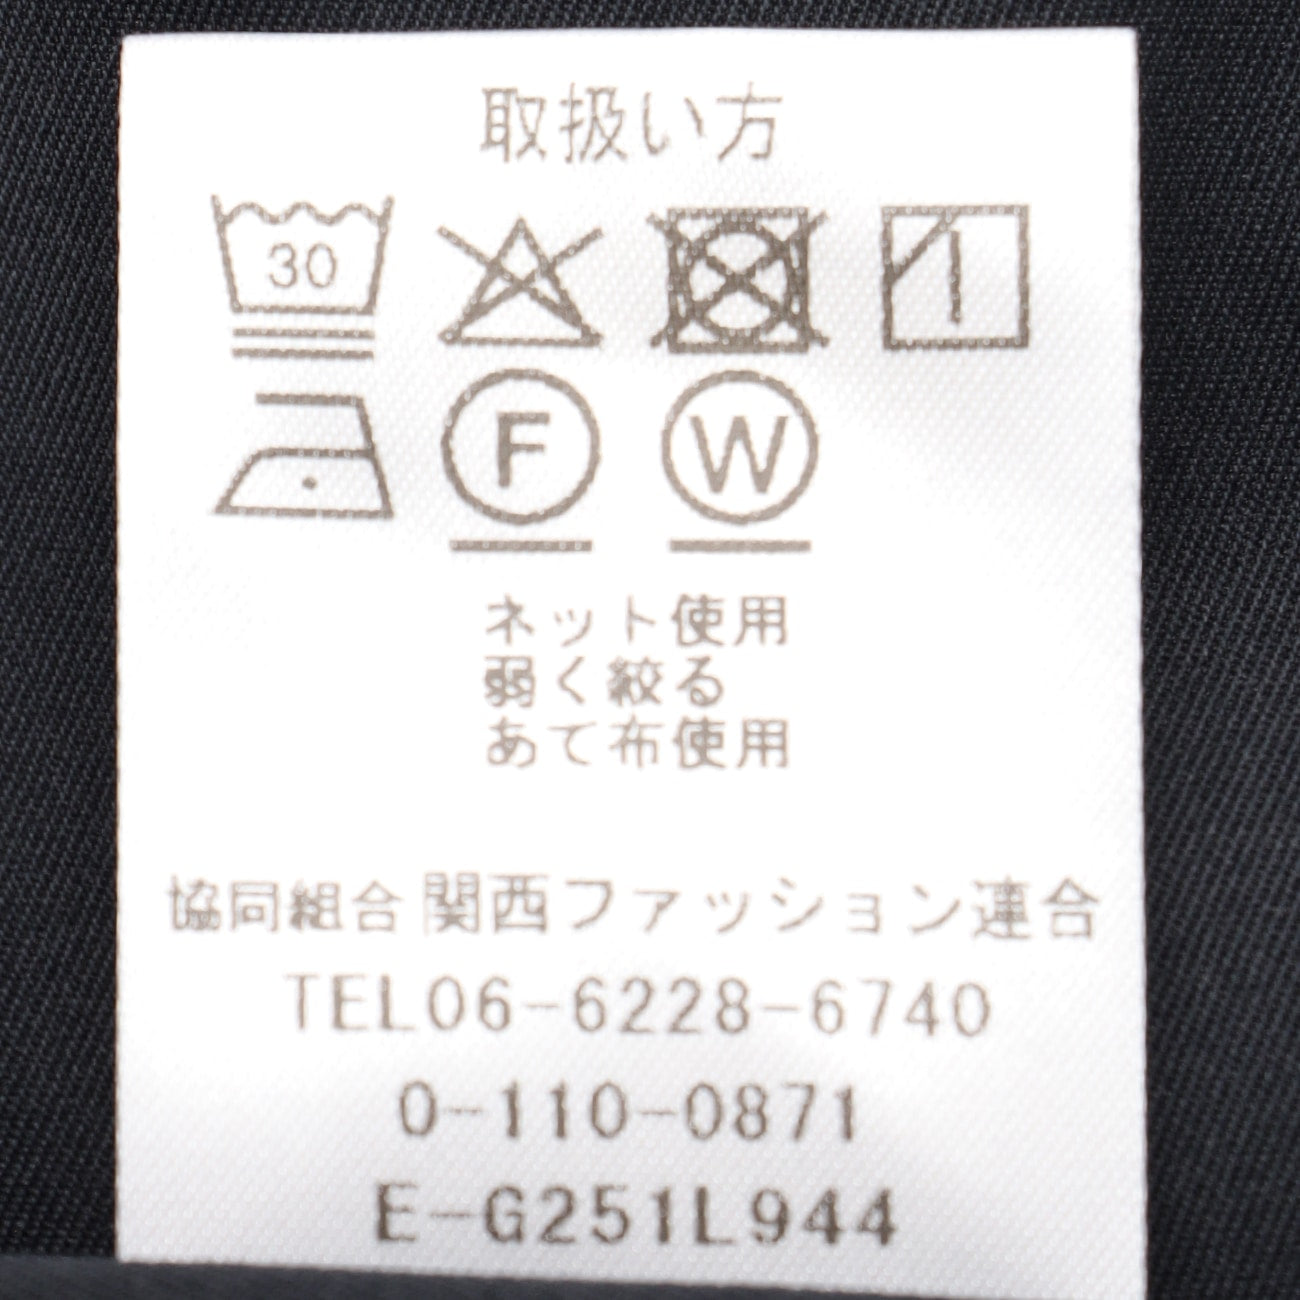 取扱い方
30
F W
ネット使用
弱く絞る
あて布使用
協同組合 関西ファッション連合
TEL06-6228-6740
0-110-0871
E-G251L944